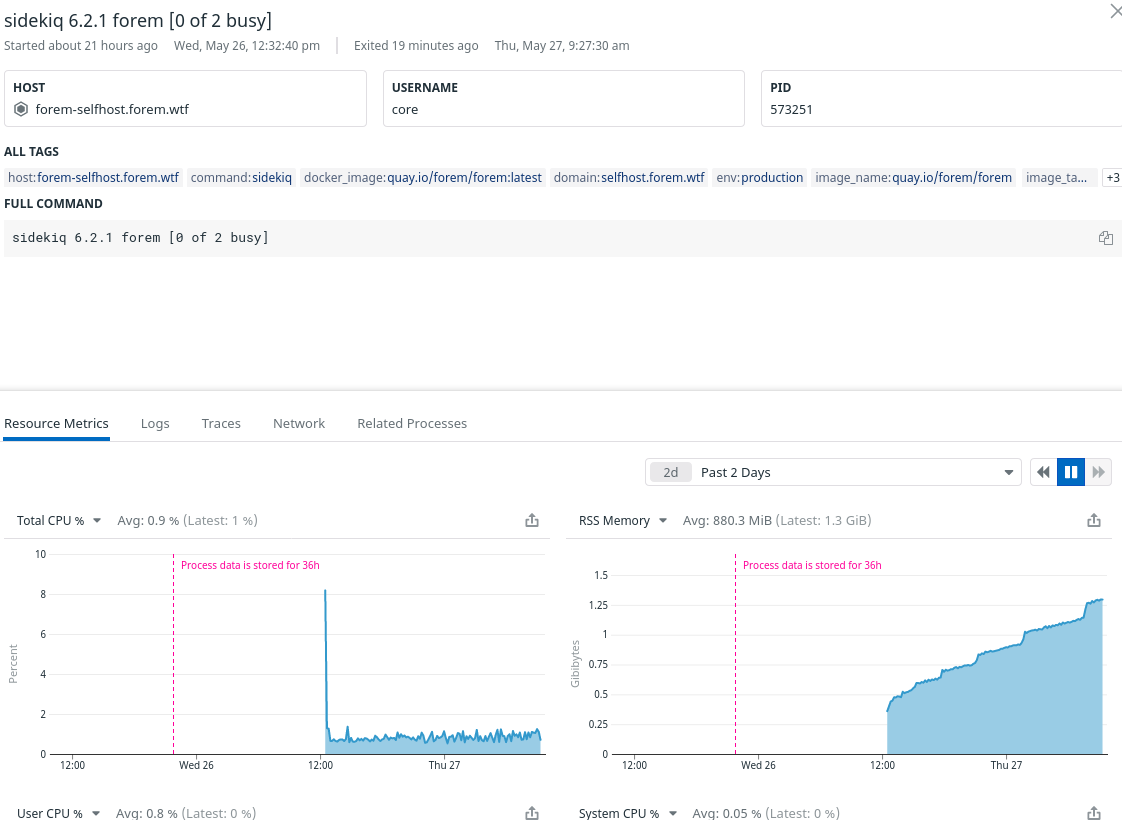 sidekiq 6.2.1 forem [0 of 2 busy]
Started about 21 hours ago Wed, May 26, 12:32:40 pm Exited 19 minutes ago Thu, May 27, 9:27:30 am
HOST USERNAME PID
forem-selfhost.forem.wtf core 573251
ALL TAGS
host:forem-selfhost.forem.wtf command:sidekiq docker_image:quay.io/forem/forem:latest domain:selfhost.forem.wtf env:production image_name:quay.io/forem/forem image_ta... +3
FULL COMMAND
sidekiq 6.2.1 forem [0 of 2 busy]
Resource Metrics Logs Traces Network Related Processes
2d Past 2 Days
Total CPU % Avg: 0.9 % (Latest: 1 %)
10
Process data is stored for 36h
8
6
Percent
4
2
0
12:00 Wed 26 12:00 Thu 27
RSS Memory Avg: 880.3 MiB (Latest: 1.3 GiB)
Process data is stored for 36h
1.5
1.25
1
Gibibytes
0.75
0.5
0.25
0
12:00 Wed 26 12:00 Thu 27
User CPU % Avg: 0.8 % (Latest: 0 %)
System CPU % Avg: 0.05 % (Latest: 0 %)